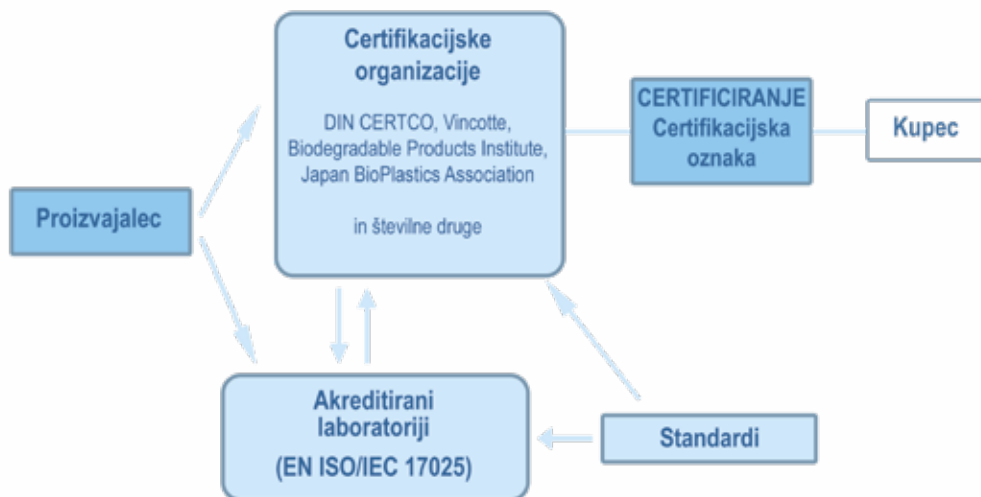 Certifikacijske
organizacije
DIN CERTCO, Vincotte,
Biodegradable Products Institute,
Japan BioPlastics Association
in številne druge
CERTIFICIRANJE
Certifikacijska
oznaka
Kupec
Proizvajalec
Akreditirani
laboratoriji
(EN ISO/IEC 17025)
Standardi